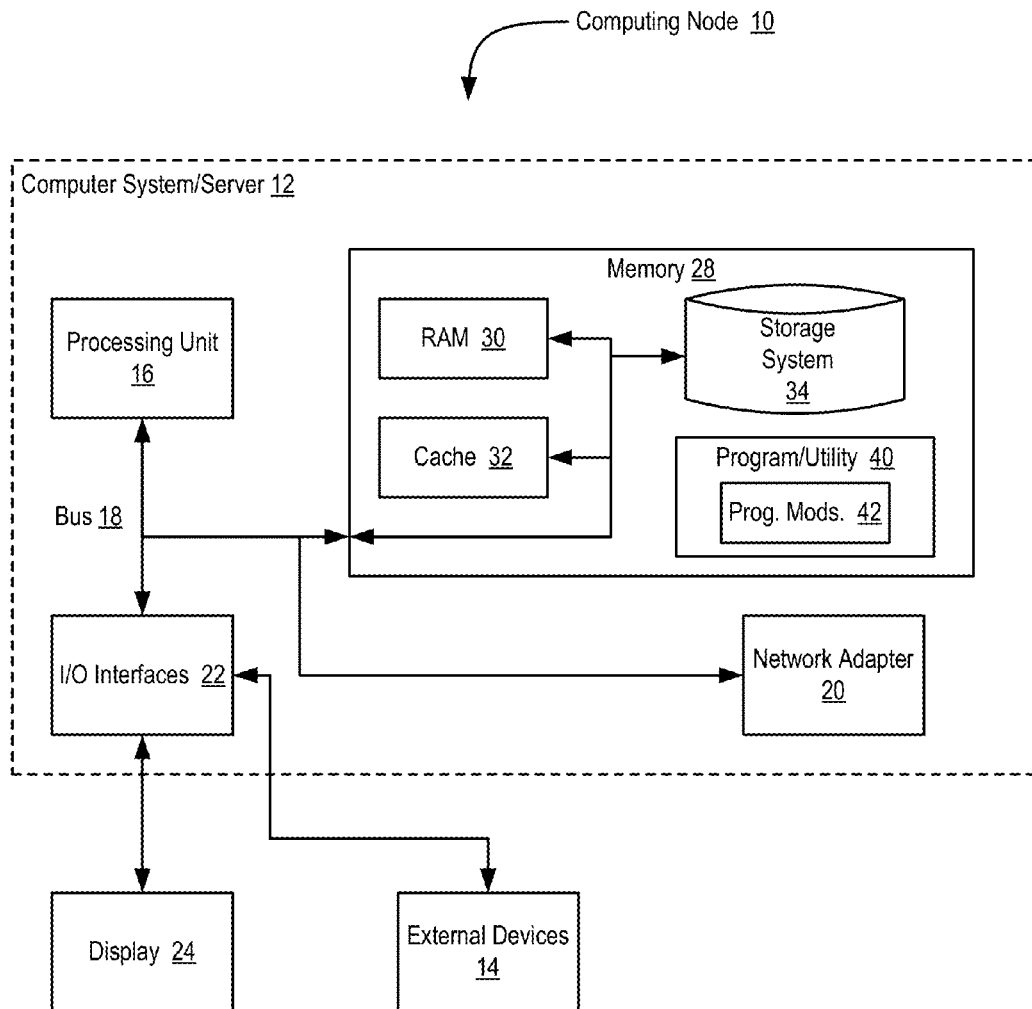 Computing Node 10
Computer System/Server 12
Memory 28
Processing Unit
16
RAM 30
Storage
System
34
Cache 32
Program/Utility 40
Prog. Mods. 42
Bus 18
I/O Interfaces 22
Network Adapter
20
Display 24
External Devices
14